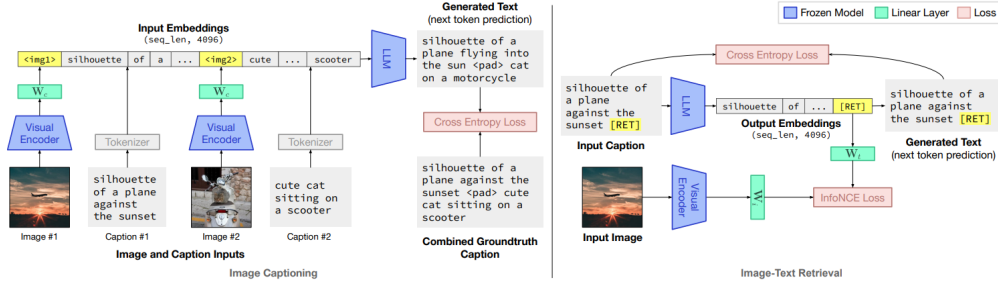 Input Embeddings
(seq_len, 4096)
<img1> silhouette of a ... <img2> cute ... scooter
W_c
W_c
Visual
Encoder
Tokenizer
Visual
Encoder
Tokenizer
silhouette
of a plane
against
the sunset
cute cat
sitting on
a scooter
Image #1
Caption #1
Image #2
Caption #2
Image and Caption Inputs
LLM
Generated Text
(next token prediction)
silhouette of a
plane flying into
the sun <pad> cat
on a motorcycle
Cross Entropy Loss
silhouette of a
plane against the
sunset <pad> cute
cat sitting on a
scooter
Combined Groundtruth
Caption
Image Captioning
Frozen Model
Linear Layer
Loss
Cross Entropy Loss
silhouette of
a plane
against the
sunset [RET]
Input Caption
LLM
silhouette of ... [RET]
Output Embeddings
(seq_len, 4096)
silhouette of a
plane against
the sunset [RET]
Generated Text
(next token prediction)
W_t
Visual
Encoder
W_i
InfoNCE Loss
Input Image
Image-Text Retrieval